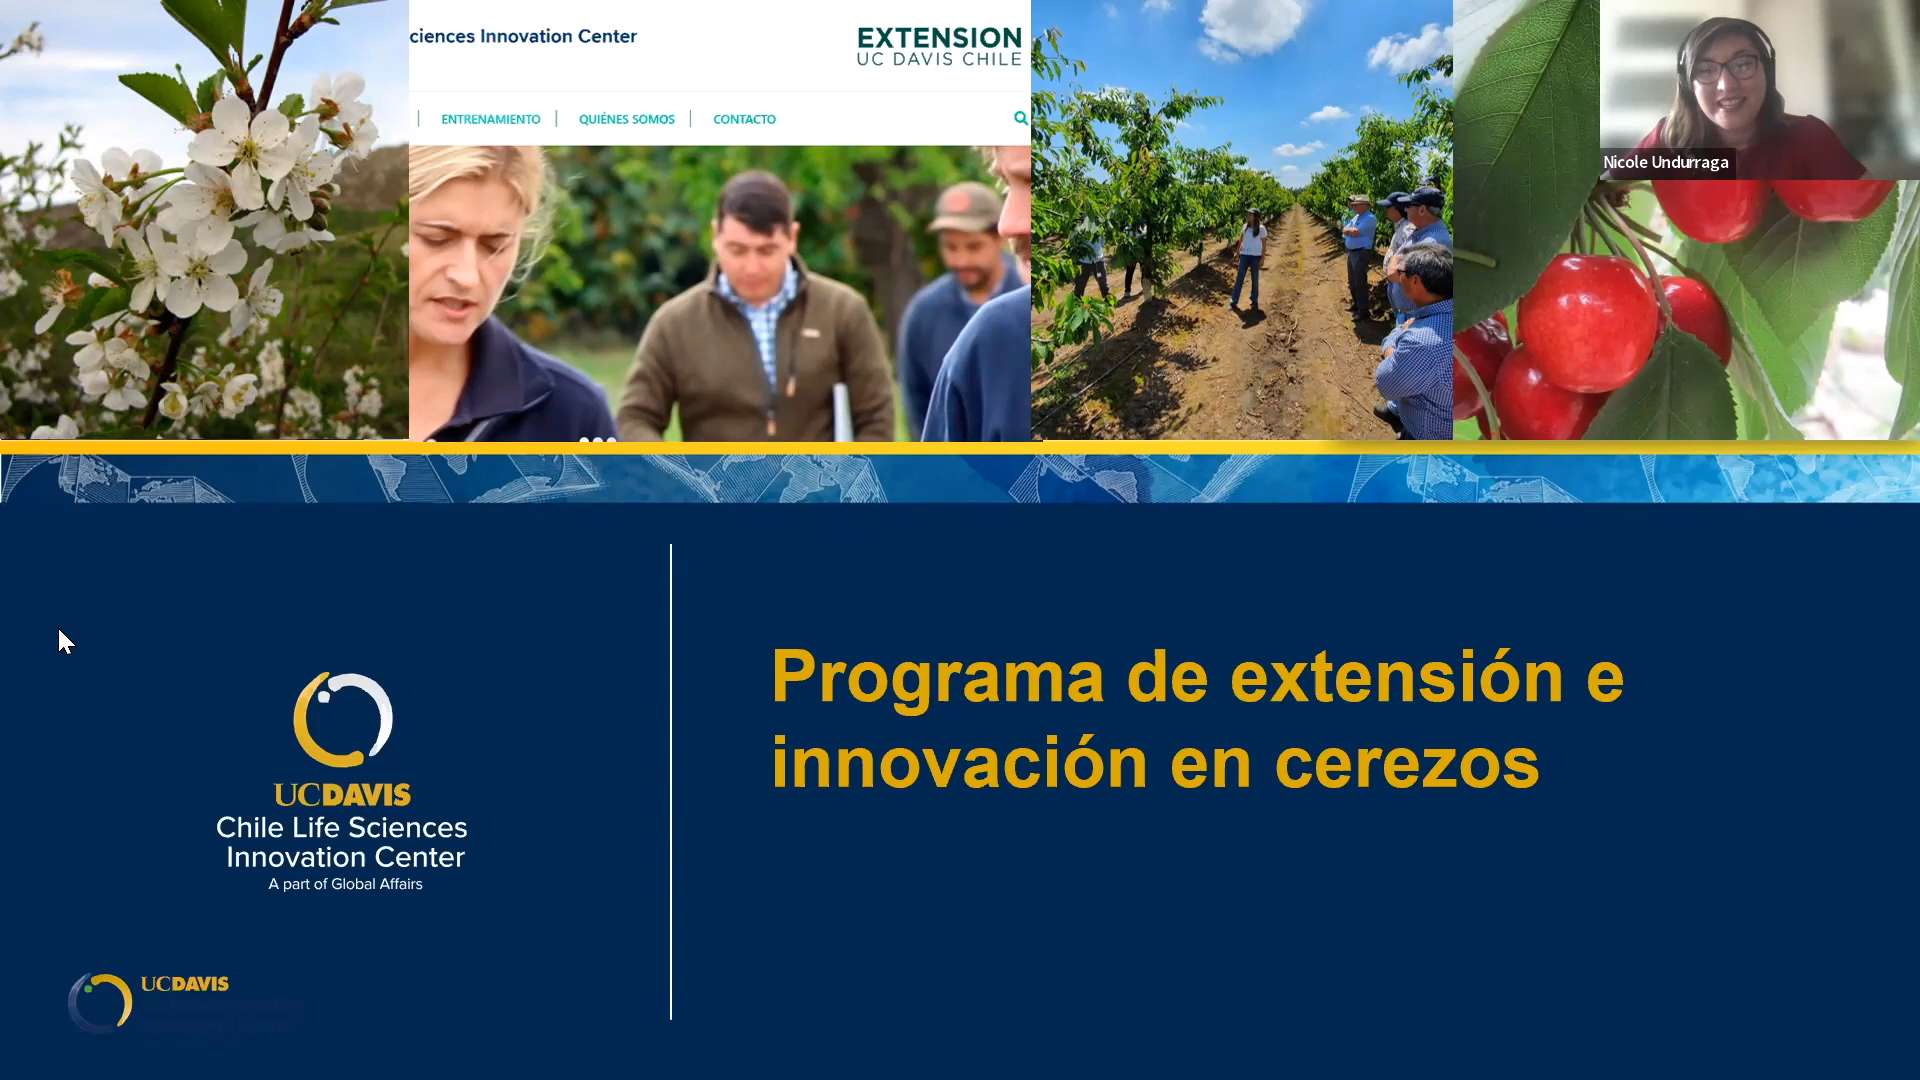 ciences Innovation Center
EXTENSION
UC DAVIS CHILE
ENTRENAMIENTO
QUIÉNES SOMOS
CONTACTO
Nicole Undurraga
Programa de extensión e
innovación en cerezos
UCDAVIS
Chile Life Sciences
Innovation Center
A part of Global Affairs
UCDAVIS